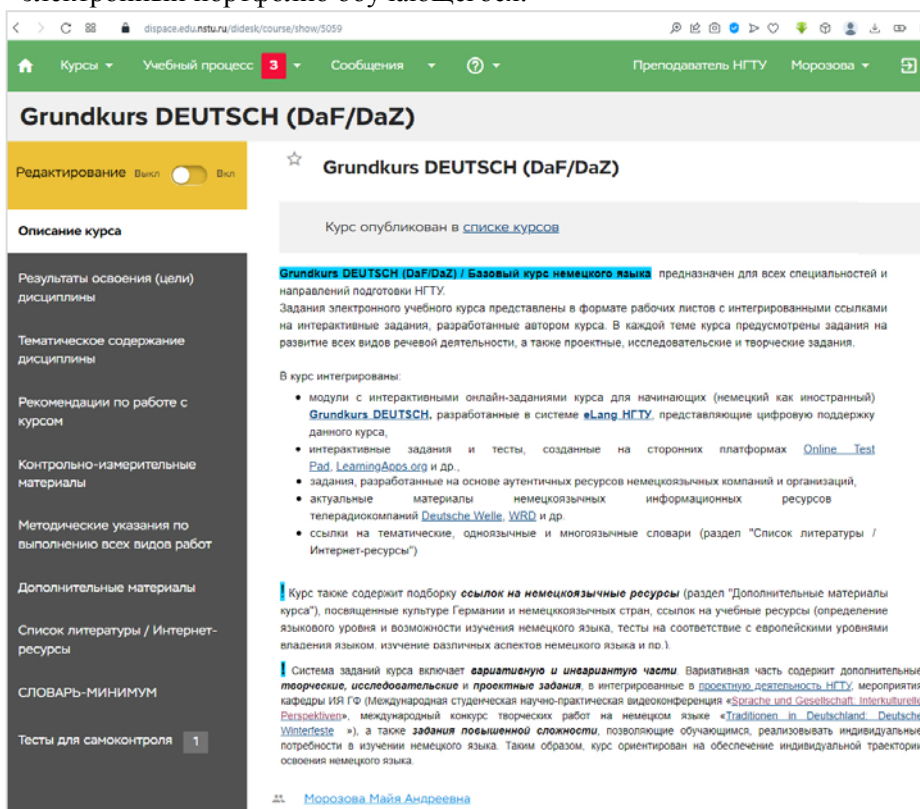 электронный портфолио обучающегося.
dispace.edu.nstu.ru/didesk/course/show/5059
Курсы Учебный процесс 3 Сообщения Преподаватель НГТУ Морозова
Grundkurs DEUTSCH (DaF/DaZ)
Редактирование Выкл Вкл
Описание курса
Результаты освоения (цели)
дисциплины
Тематическое содержание
дисциплины
Рекомендации по работе с
курсом
Контрольно-измерительные
материалы
Методические указания по
выполнению всех видов работ
Дополнительные материалы
Список литературы / Интернет-
ресурсы
СЛОВАРЬ-МИНИМУМ
Тесты для самоконтроля 1
Grundkurs DEUTSCH (DaF/DaZ)
Курс опубликован в списке курсов
Grundkurs DEUTSCH (DaF/DaZ) / Базовый курс немецкого языка предназначен для всех специальностей и
направлений подготовки НГТУ.
Задания электронного учебного курса представлены в формате рабочих листов с интегрированными ссылками
на интерактивные задания, разработанные автором курса. В каждой теме курса предусмотрены задания на
развитие всех видов речевой деятельности, а также проектные, исследовательские и творческие задания.
В курс интегрированы:
• модули с интерактивными онлайн-заданиями курса для начинающих (немецкий как иностранный)
Grundkurs DEUTSCH, разработанные в системе eLang НГТУ, представляющие цифровую поддержку
данного курса,
• интерактивные задания и тесты, созданные на сторонних платформах Online Test
Pad, LearningApps.org и др.,
• задания, разработанные на основе аутентичных ресурсов немецкоязычных компаний и организаций,
• актуальные материалы немецкоязычных информационных ресурсов
телерадиокомпаний Deutsche Welle, WRD и др.
• ссылки на тематические, одноязычные и многоязычные словари (раздел "Список литературы /
Интернет-ресурсы")
! Курс также содержит подборку ссылок на немецкоязычные ресурсы (раздел "Дополнительные материалы
курса"), посвященные культуре Германии и немецкоязычных стран, ссылок на учебные ресурсы (определение
языкового уровня и возможности изучения немецкого языка, тесты на соответствие с европейскими уровнями
владения языком, изучение различных аспектов немецкого языка и пр.).
! Система заданий курса включает вариативную и инвариантную части. Вариативная часть содержит дополнительные
творческие, исследовательские и проектные задания, в интегрированные в проектную деятельность НГТУ, мероприятия
кафедры ИЯ ГФ (Международная студенческая научно-практическая видеоконференция «Sprache und Gesellschaft: Interkulturelle
Perspektiven», международный конкурс творческих работ на немецком языке «Traditionen in Deutschland: Deutsche
Winterfeste »), а также задания повышенной сложности, позволяющие обучающимся, реализовывать индивидуальные
потребности в изучении немецкого языка. Таким образом, курс ориентирован на обеспечение индивидуальной траектории
освоения немецкого языка.
Морозова Майя Андреевна